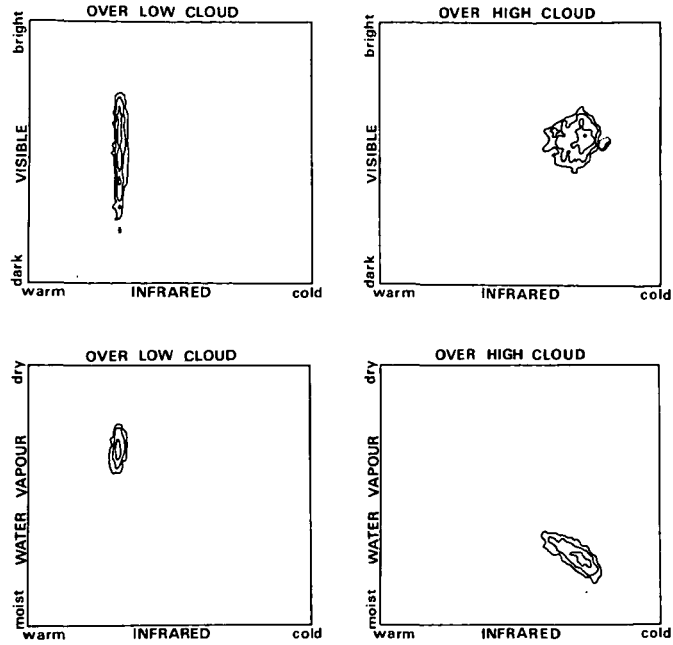 OVER LOW CLOUD
bright
VISIBLE
dark
warm INFRARED cold
OVER HIGH CLOUD
bright
VISIBLE
dark
warm INFRARED cold
OVER LOW CLOUD
dry
WATER VAPOUR
moist
warm INFRARED cold
OVER HIGH CLOUD
dry
WATER VAPOUR
moist
warm INFRARED cold